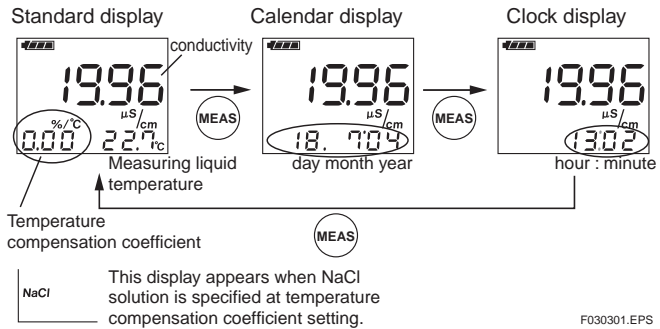 Standard display
Calendar display
Clock display
conductivity
19.96
µS/cm
%/°C
0.00 22.7°C
Measuring liquid
temperature
Temperature
compensation coefficient
MEAS
19.96
µS/cm
18. 7'04
day month year
MEAS
19.96
µS/cm
13:02
hour : minute
MEAS
NaCl
This display appears when NaCl
solution is specified at temperature
compensation coefficient setting.
F030301.EPS